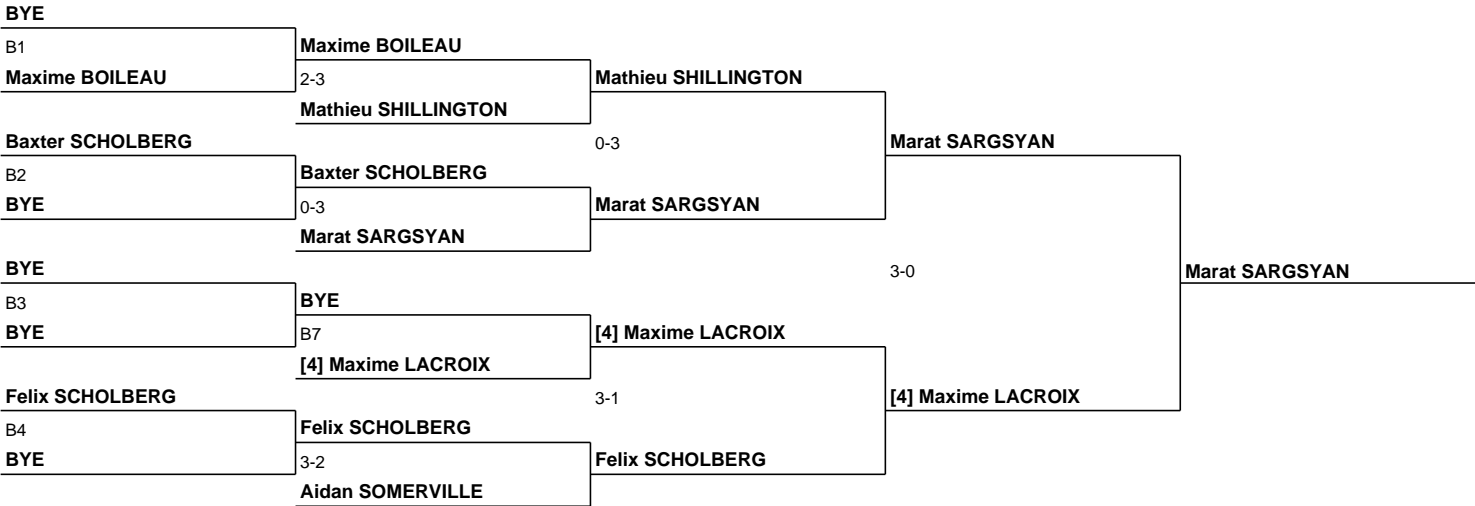 BYE
B1
Maxime BOILEAU
Maxime BOILEAU
2-3
Mathieu SHILLINGTON
Mathieu SHILLINGTON
Baxter SCHOLBERG
0-3
Marat SARGSYAN
B2
Baxter SCHOLBERG
BYE
0-3
Marat SARGSYAN
Marat SARGSYAN
BYE
3-0
Marat SARGSYAN
B3
BYE
BYE
B7
[4] Maxime LACROIX
[4] Maxime LACROIX
Felix SCHOLBERG
3-1
[4] Maxime LACROIX
B4
Felix SCHOLBERG
BYE
3-2
Felix SCHOLBERG
Aidan SOMERVILLE